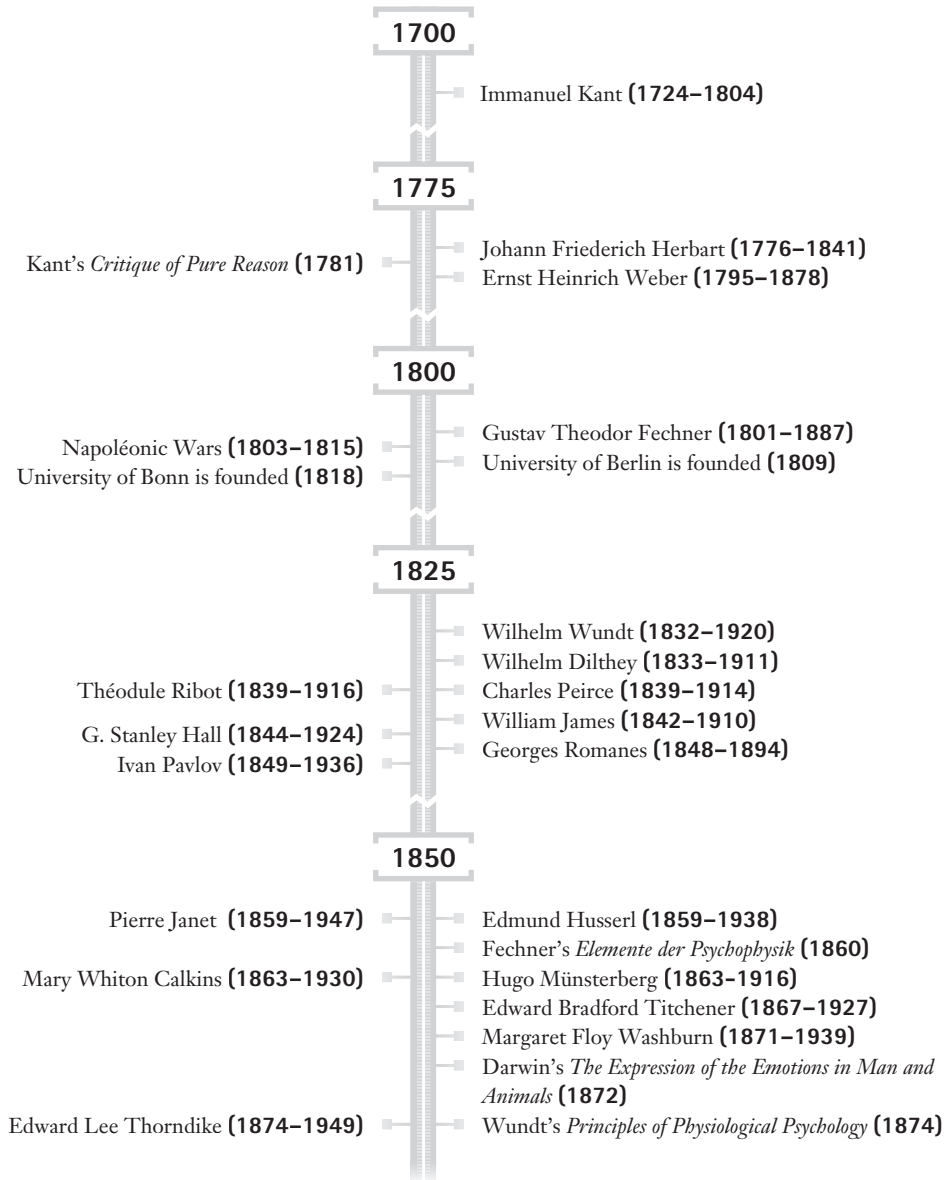 1700
Immanuel Kant (1724–1804)
1775
Kant's Critique of Pure Reason (1781)
Johann Friederich Herbart (1776–1841)
Ernst Heinrich Weber (1795–1878)
1800
Napoléonic Wars (1803–1815)
University of Bonn is founded (1818)
Gustav Theodor Fechner (1801–1887)
University of Berlin is founded (1809)
1825
Wilhelm Wundt (1832–1920)
Wilhelm Dilthey (1833–1911)
Théodule Ribot (1839–1916)
Charles Peirce (1839–1914)
William James (1842–1910)
G. Stanley Hall (1844–1924)
Georges Romanes (1848–1894)
Ivan Pavlov (1849–1936)
1850
Pierre Janet (1859–1947)
Edmund Husserl (1859–1938)
Fechner's Elemente der Psychophysik (1860)
Mary Whiton Calkins (1863–1930)
Hugo Münsterberg (1863–1916)
Edward Bradford Titchener (1867–1927)
Margaret Floy Washburn (1871–1939)
Darwin's The Expression of the Emotions in Man and
Animals (1872)
Edward Lee Thorndike (1874–1949)
Wundt's Principles of Physiological Psychology (1874)